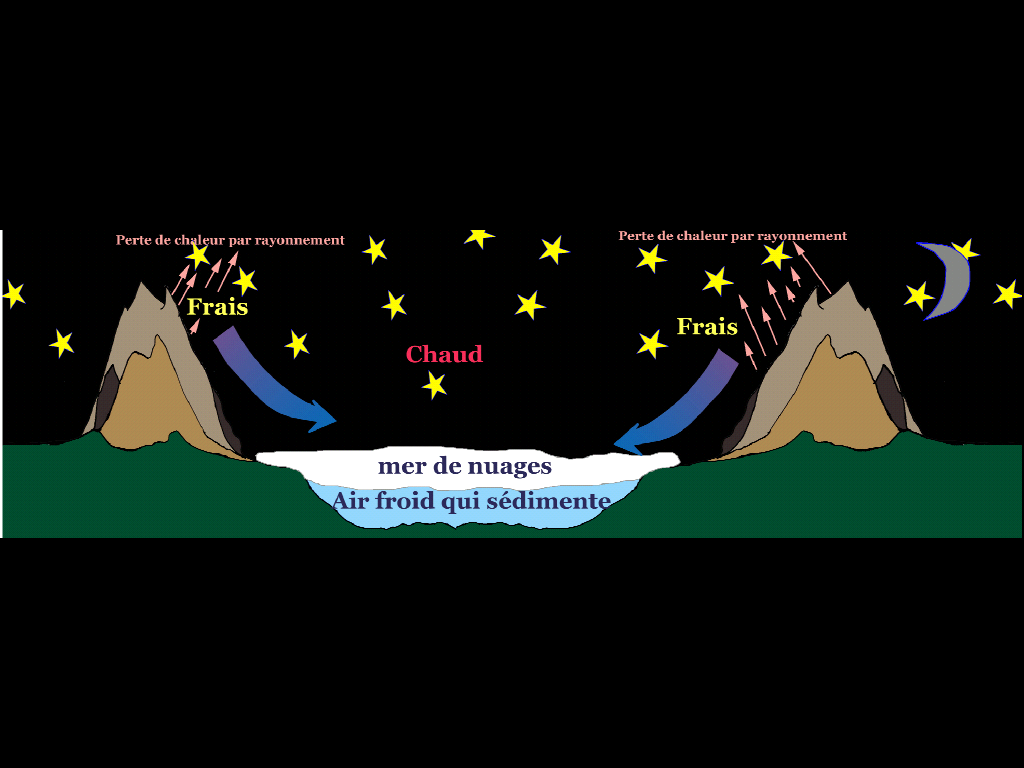 Perte de chaleur par rayonnement
Perte de chaleur par rayonnement
Frais
Frais
Chaud
mer de nuages
Air froid qui sédimente